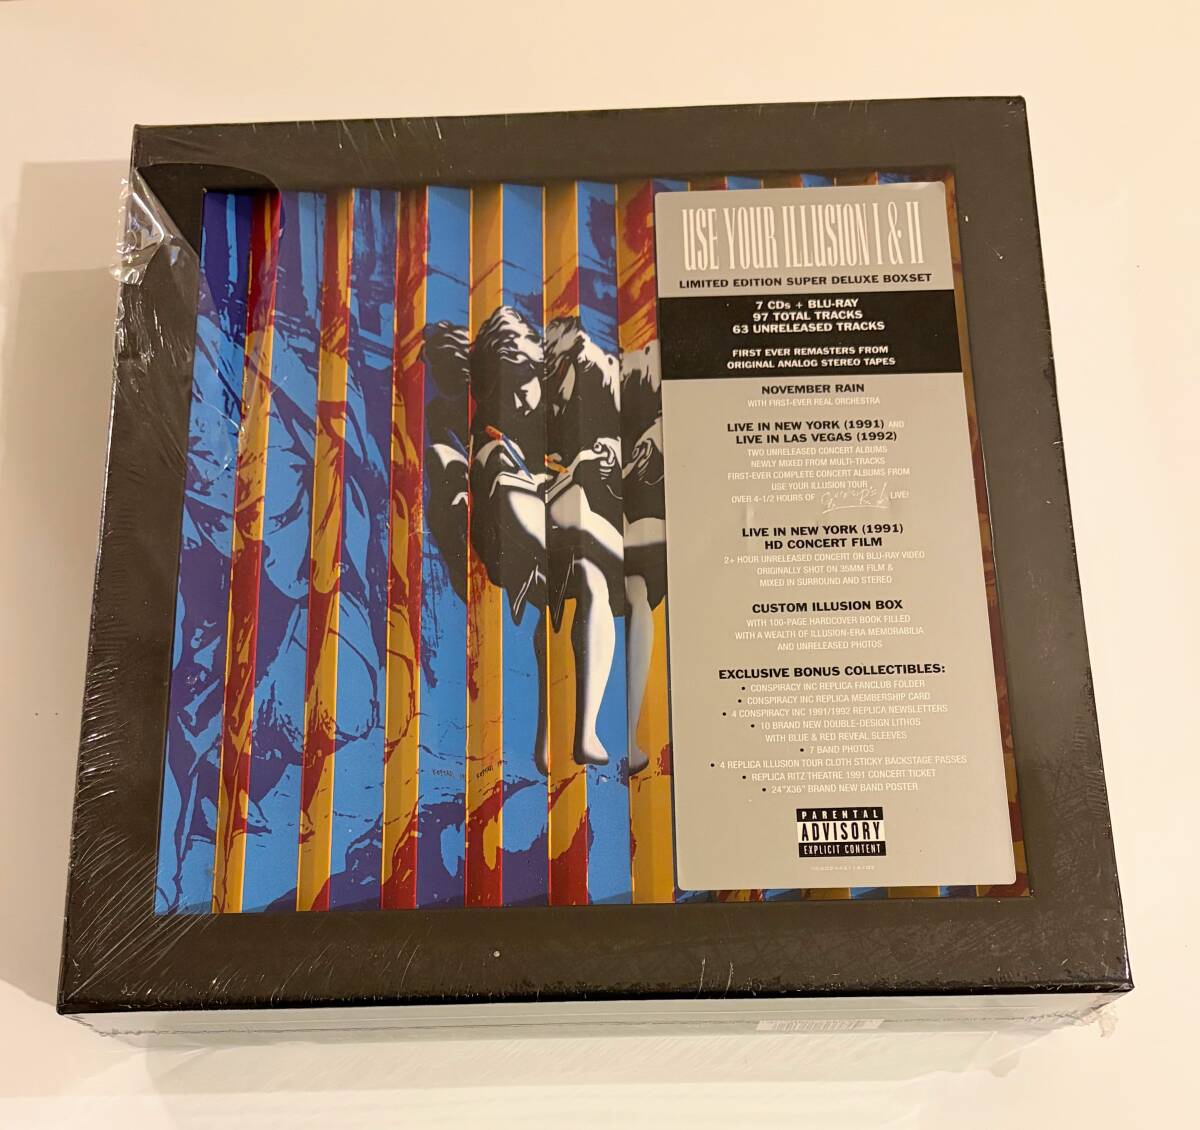 USE YOUR ILLUSION I & II
LIMITED EDITION SUPER DELUXE BOXSET
7 CDs + BLU-RAY
97 TOTAL TRACKS
63 UNRELEASED TRACKS
FIRST EVER REMASTERS FROM
ORIGINAL ANALOG STEREO TAPES
NOVEMBER RAIN
WITH FIRST-EVER REAL ORCHESTRA
LIVE IN NEW YORK (1991) AND
LIVE IN LAS VEGAS (1992)
TWO UNRELEASED CONCERT ALBUMS
NEWLY MIXED FROM MULTI-TRACKS
FIRST-EVER COMPLETE CONCERT ALBUMS FROM
USE YOUR ILLUSION TOUR
OVER 4-1/2 HOURS OF LIVE!
LIVE IN NEW YORK (1991)
HD CONCERT FILM
2+ HOUR UNRELEASED CONCERT ON BLU-RAY VIDEO
ORIGINALLY SHOT ON 35MM FILM &
MIXED IN SURROUND AND STEREO
CUSTOM ILLUSION BOX
WITH 100-PAGE HARDCOVER BOOK FILLED
WITH A WEALTH OF ILLUSION-ERA MEMORABILIA
AND UNRELEASED PHOTOS
EXCLUSIVE BONUS COLLECTIBLES:
• CONSPIRACY INC REPLICA FANCLUB FOLDER
• CONSPIRACY INC REPLICA MEMBERSHIP CARD
• 4 CONSPIRACY INC 1991/1992 REPLICA NEWSLETTERS
• 10 BRAND NEW DOUBLE-DESIGN LITHOS
WITH BLUE & RED REVEAL SLEEVES
• 7 BAND PHOTOS
• 4 REPLICA ILLUSION TOUR CLOTH STICKY BACKSTAGE PASSES
• REPLICA RITZ THEATRE 1991 CONCERT TICKET
• 24"X36" BRAND NEW BAND POSTER
PARENTAL
ADVISORY
EXPLICIT CONTENT